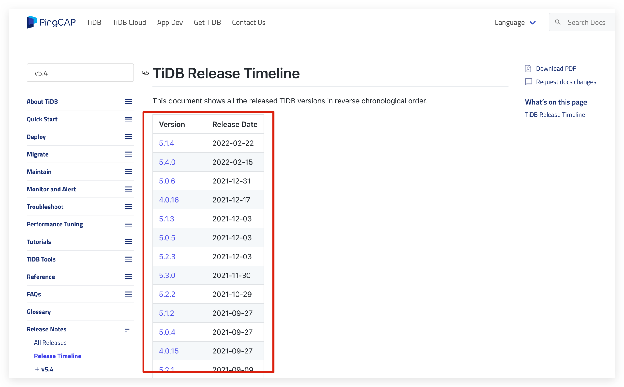 PingCAP TiDB TiDB Cloud App Dev Get TiDB Contact Us Language Search Docs
v5.4
TiDB Release Timeline
This document shows all the released TiDB versions in reverse chronological order.
Download PDF
Request docs changes
What's on this page
TiDB Release Timeline
About TiDB
Quick Start
Deploy
Migrate
Maintain
Monitor and Alert
Troubleshoot
Performance Tuning
Tutorials
TiDB Tools
Reference
FAQs
Glossary
Release Notes
All Releases
Release Timeline
+ v5.4
Version Release Date
5.1.4 2022-02-22
5.4.0 2022-02-15
5.0.6 2021-12-31
4.0.16 2021-12-17
5.1.3 2021-12-03
5.0.5 2021-12-03
5.2.3 2021-12-03
5.3.0 2021-11-30
5.2.2 2021-10-29
5.1.2 2021-09-27
5.0.4 2021-09-27
4.0.15 2021-09-27
5.2.1 2021-09-09